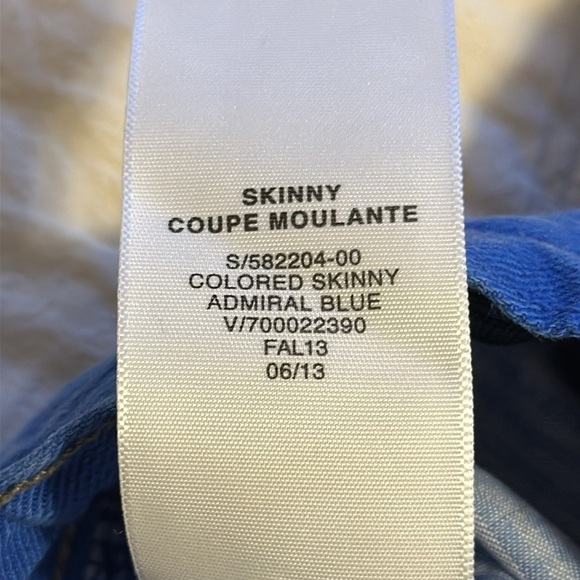 SKINNY
COUPE MOULANTE
S/582204-00
COLORED SKINNY
ADMIRAL BLUE
V/700022390
FAL13
06/13